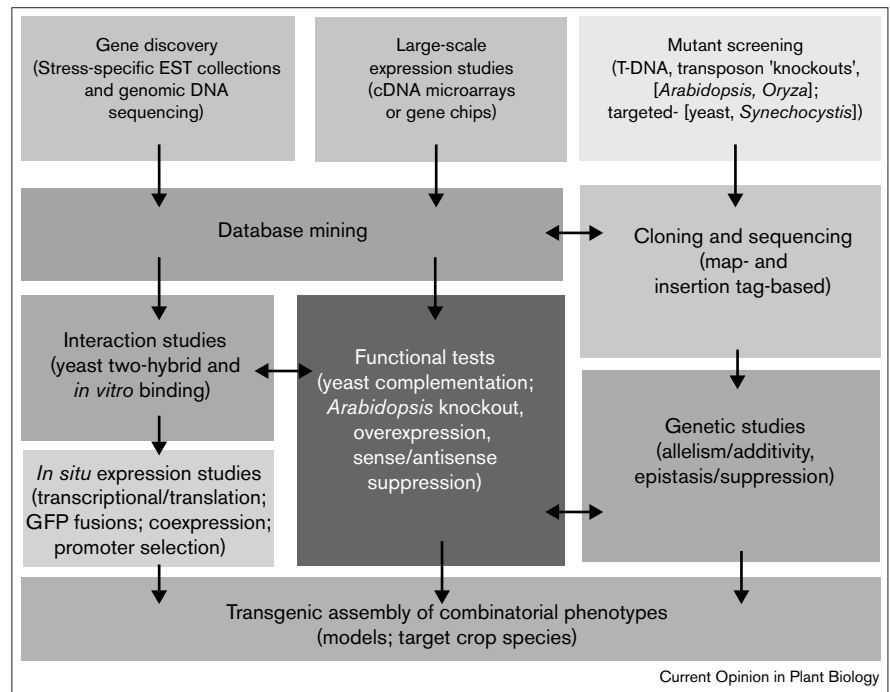 Gene discovery
(Stress-specific EST collections
and genomic DNA
sequencing)
Large-scale
expression studies
(cDNA microarrays
or gene chips)
Mutant screening
(T-DNA, transposon 'knockouts',
[Arabidopsis, Oryza];
targeted- [yeast, Synechocystis])
Database mining
Cloning and sequencing
(map- and
insertion tag-based)
Interaction studies
(yeast two-hybrid and
in vitro binding)
Functional tests
(yeast complementation;
Arabidopsis knockout,
overexpression,
sense/antisense
suppression)
Genetic studies
(allelism/additivity,
epistasis/suppression)
In situ expression studies
(transcriptional/translation;
GFP fusions; coexpression;
promoter selection)
Transgenic assembly of combinatorial phenotypes
(models; target crop species)
Current Opinion in Plant Biology